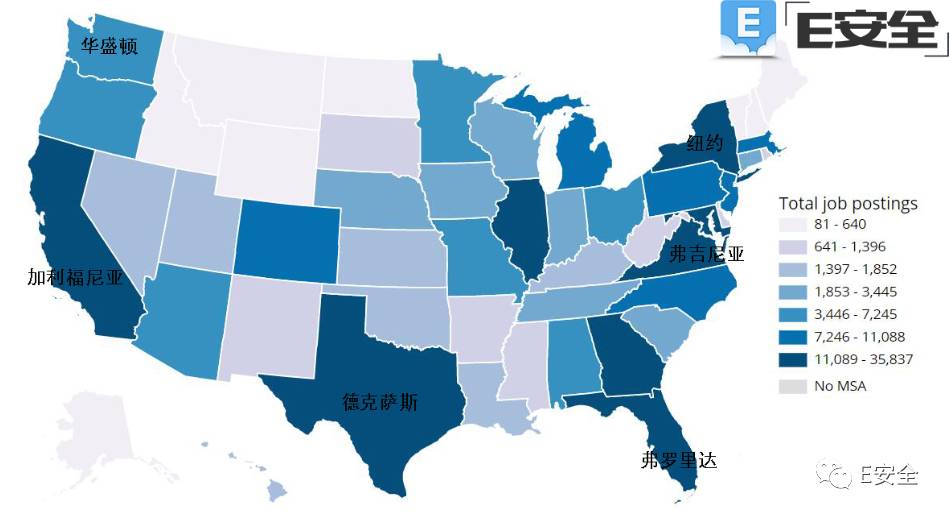 E E安全
华盛顿
纽约
Total job postings
81 - 640
641 - 1,396
1,397 - 1,852
1,853 - 3,445
3,446 - 7,245
7,246 - 11,088
11,089 - 35,837
No MSA
弗吉尼亚
加利福尼亚
德克萨斯
弗罗里达
E安全